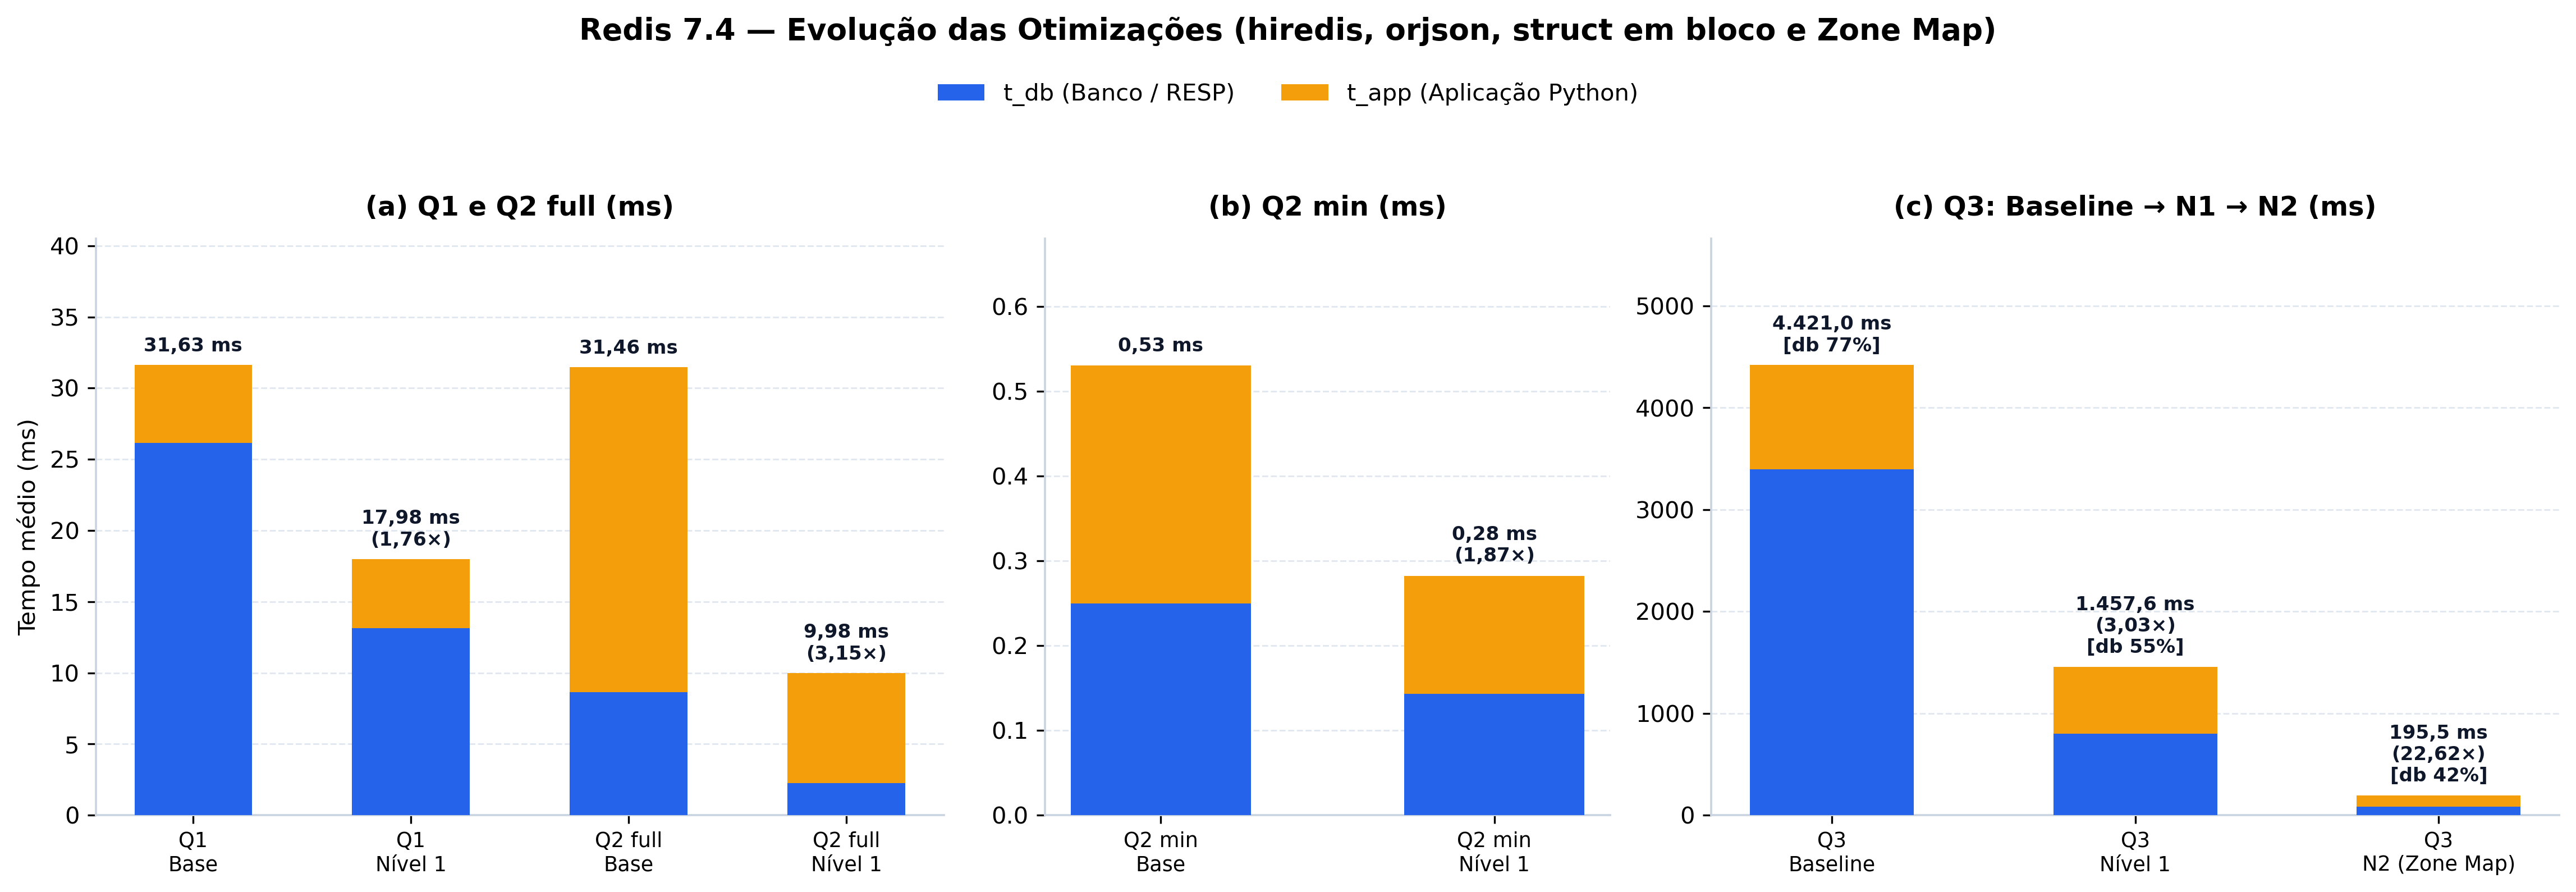 Redis 7.4 — Evolução das Otimizações (hiredis, orjson, struct em bloco e Zone Map)
t_db (Banco / RESP)
t_app (Aplicação Python)
(a) Q1 e Q2 full (ms)
Tempo médio (ms)
40
35
30
25
20
15
10
5
0
31,63 ms
17,98 ms
(1,76×)
31,46 ms
9,98 ms
(3,15×)
Q1
Base
Q1
Nível 1
Q2 full
Base
Q2 full
Nível 1
(b) Q2 min (ms)
0.6
0.5
0.4
0.3
0.2
0.1
0.0
0,53 ms
0,28 ms
(1,87×)
Q2 min
Base
Q2 min
Nível 1
(c) Q3: Baseline → N1 → N2 (ms)
5000
4000
3000
2000
1000
0
4.421,0 ms
[db 77%]
1.457,6 ms
(3,03×)
[db 55%]
195,5 ms
(22,62×)
[db 42%]
Q3
Baseline
Q3
Nível 1
Q3
N2 (Zone Map)